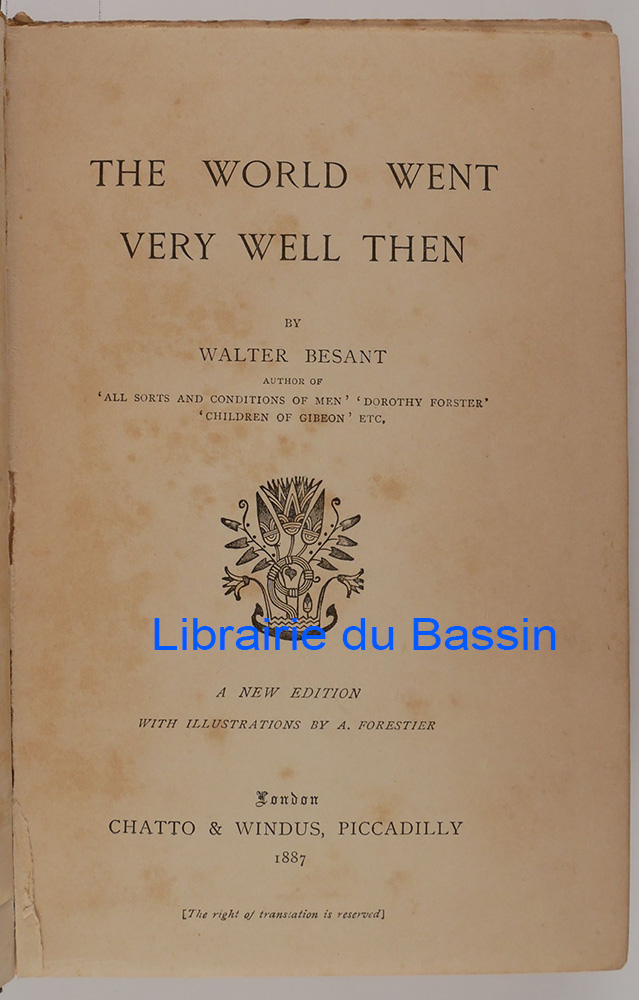 THE WORLD WENT
VERY WELL THEN
BY
WALTER BESANT
AUTHOR OF
‘ALL SORTS AND CONDITIONS OF MEN’ ‘DOROTHY FORSTER’
‘CHILDREN OF GIBEON’ ETC,
Librairie du Bassin
A NEW EDITION
WITH ILLUSTRATIONS BY A. FORESTIER
London
CHATTO & WINDUS, PICCADILLY
1887
[The right of translation is reserved]